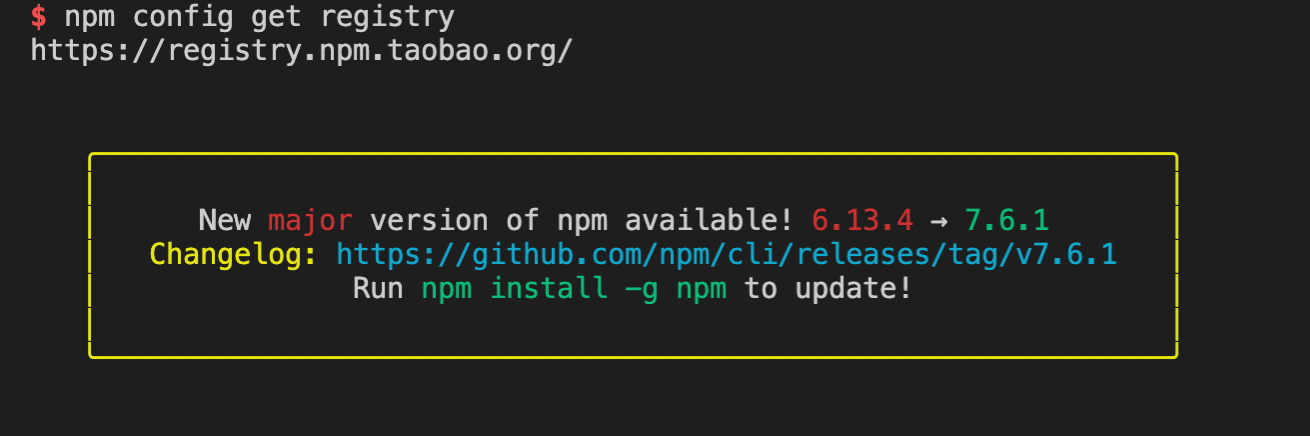 $ npm config get registry
https://registry.npm.taobao.org/
New major version of npm available! 6.13.4 → 7.6.1
Changelog: https://github.com/npm/cli/releases/tag/v7.6.1
Run npm install -g npm to update!